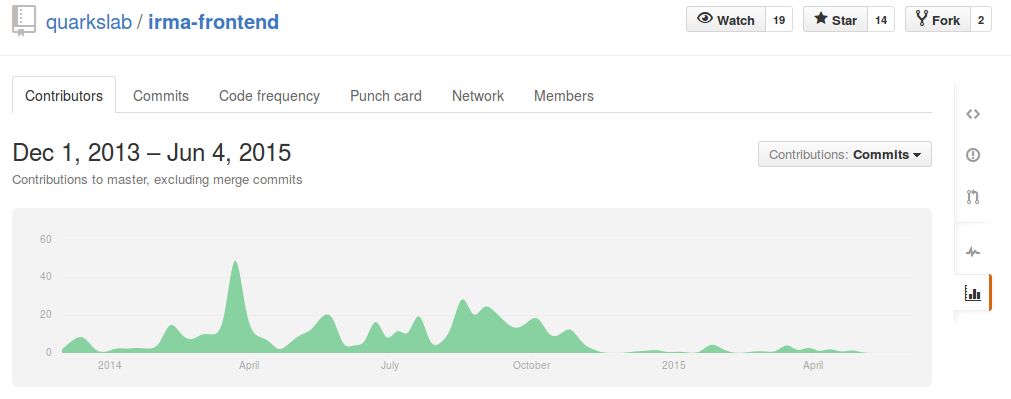 quarkslab / irma-frontend
Watch 19 Star 14 Fork 2
Contributors Commits Code frequency Punch card Network Members
Dec 1, 2013 – Jun 4, 2015
Contributions: Commits
Contributions to master, excluding merge commits
60
40
20
0
2014 April July October 2015 April